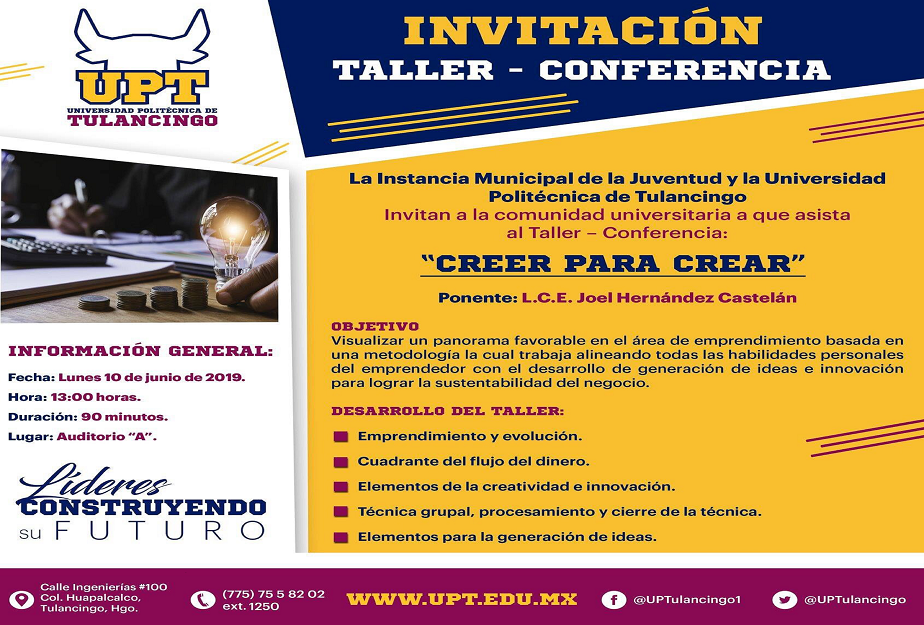 UPT
UNIVERSIDAD POLITÉCNICA DE
TULANCINGO
INVITACIÓN
TALLER - CONFERENCIA
La Instancia Municipal de la Juventud y la Universidad
Politécnica de Tulancingo
Invitan a la comunidad universitaria a que asista
al Taller – Conferencia:
“CREER PARA CREAR”
Ponente: L.C.E. Joel Hernández Castelán
OBJETIVO
Visualizar un panorama favorable en el área de emprendimiento basada en
una metodología la cual trabaja alineando todas las habilidades personales
del emprendedor con el desarrollo de generación de ideas e innovación
para lograr la sustentabilidad del negocio.
DESARROLLO DEL TALLER:
Emprendimiento y evolución.
Cuadrante del flujo del dinero.
Elementos de la creatividad e innovación.
Técnica grupal, procesamiento y cierre de la técnica.
Elementos para la generación de ideas.
INFORMACIÓN GENERAL:
Fecha: Lunes 10 de junio de 2019.
Hora: 13:00 horas.
Duración: 90 minutos.
Lugar: Auditorio “A”.
Líderes
CONSTRUYENDO
su FUTURO
Calle Ingenierías #100
Col. Huapalcalco,
Tulancingo, Hgo.
(775) 75 5 82 02
ext. 1250
WWW.UPT.EDU.MX
@UPTulancingo1
@UPTulancingo